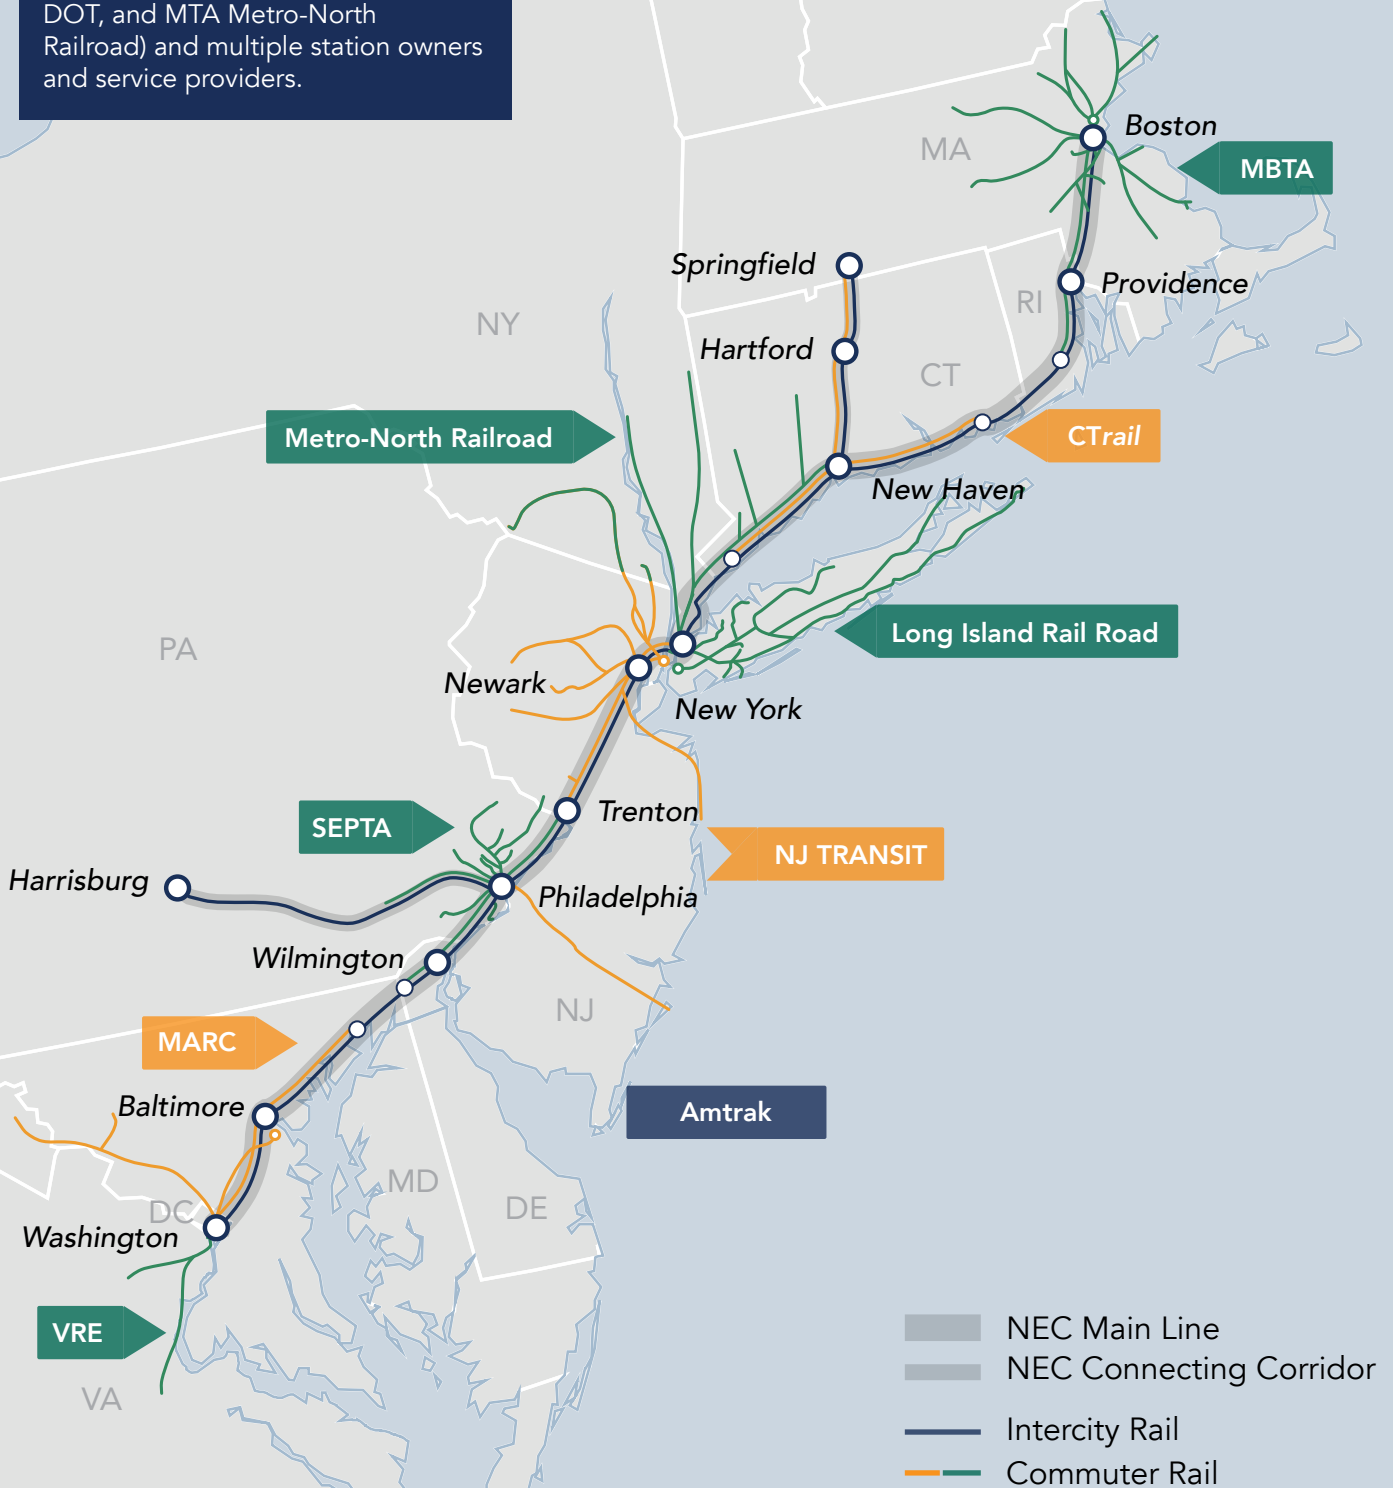 DOT, and MTA Metro-North
Railroad) and multiple station owners
and service providers.
Boston
MA
MBTA
Springfield
Providence
RI
NY
Hartford
CT
Metro-North Railroad
CTrail
New Haven
Long Island Rail Road
PA
Newark
New York
Trenton
SEPTA
NJ TRANSIT
Harrisburg
Philadelphia
Wilmington
NJ
MARC
Baltimore
Amtrak
MD
DE
DC
Washington
VRE
VA
NEC Main Line
NEC Connecting Corridor
Intercity Rail
Commuter Rail